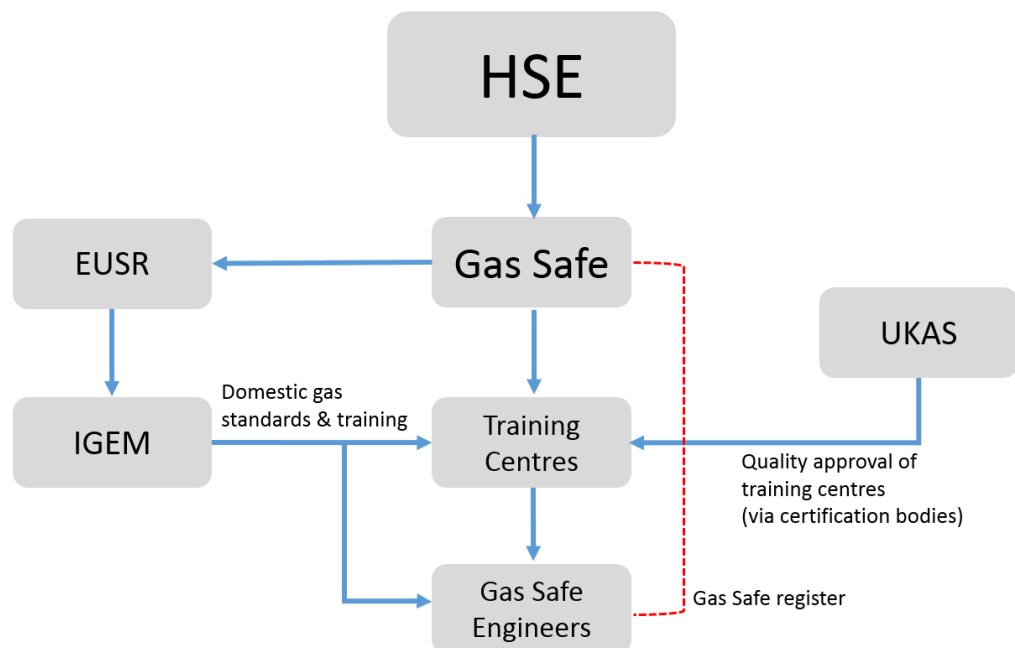 HSE
Gas Safe
EUSR
UKAS
IGEM
Domestic gas
standards & training
Training
Centres
Quality approval of
training centres
(via certification bodies)
Gas Safe
Engineers
Gas Safe register